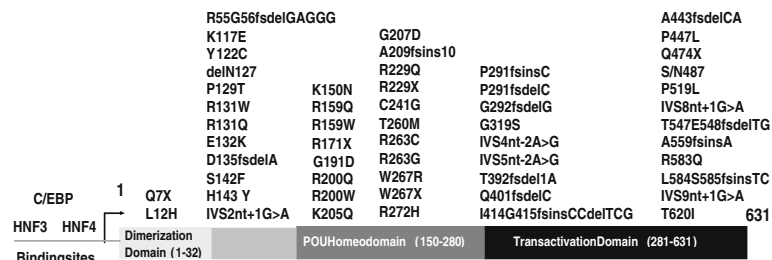 R55G56fsdelGAGGG
K117E
Y122C
delN127
P129T
R131W
R131Q
E132K
D135fsdelA
S142F
H143 Y
IVS2nt+1G>A
K150N
R159Q
R159W
R171X
G191D
R200Q
R200W
K205Q
G207D
A209fsins10
R229Q
R229X
C241G
T260M
R263C
R263G
W267R
W267X
R272H
P291fsinsC
P291fsdelC
G292fsdelG
G319S
IVS4nt-2A>G
IVS5nt-2A>G
T392fsdel1A
Q401fsdelC
I414G415fsinsCCdelTCG
A443fsdelCA
P447L
Q474X
S/N487
P519L
IVS8nt+1G>A
T547E548fsdelTG
A559fsinsA
R583Q
L584S585fsinsTC
IVS9nt+1G>A
T620I
631
C/EBP
HNF3 HNF4
Bindingsites
1
Q7X
L12H
Dimerization
Domain (1-32)
POUHomeodomain (150-280)
TransactivationDomain (281-631)